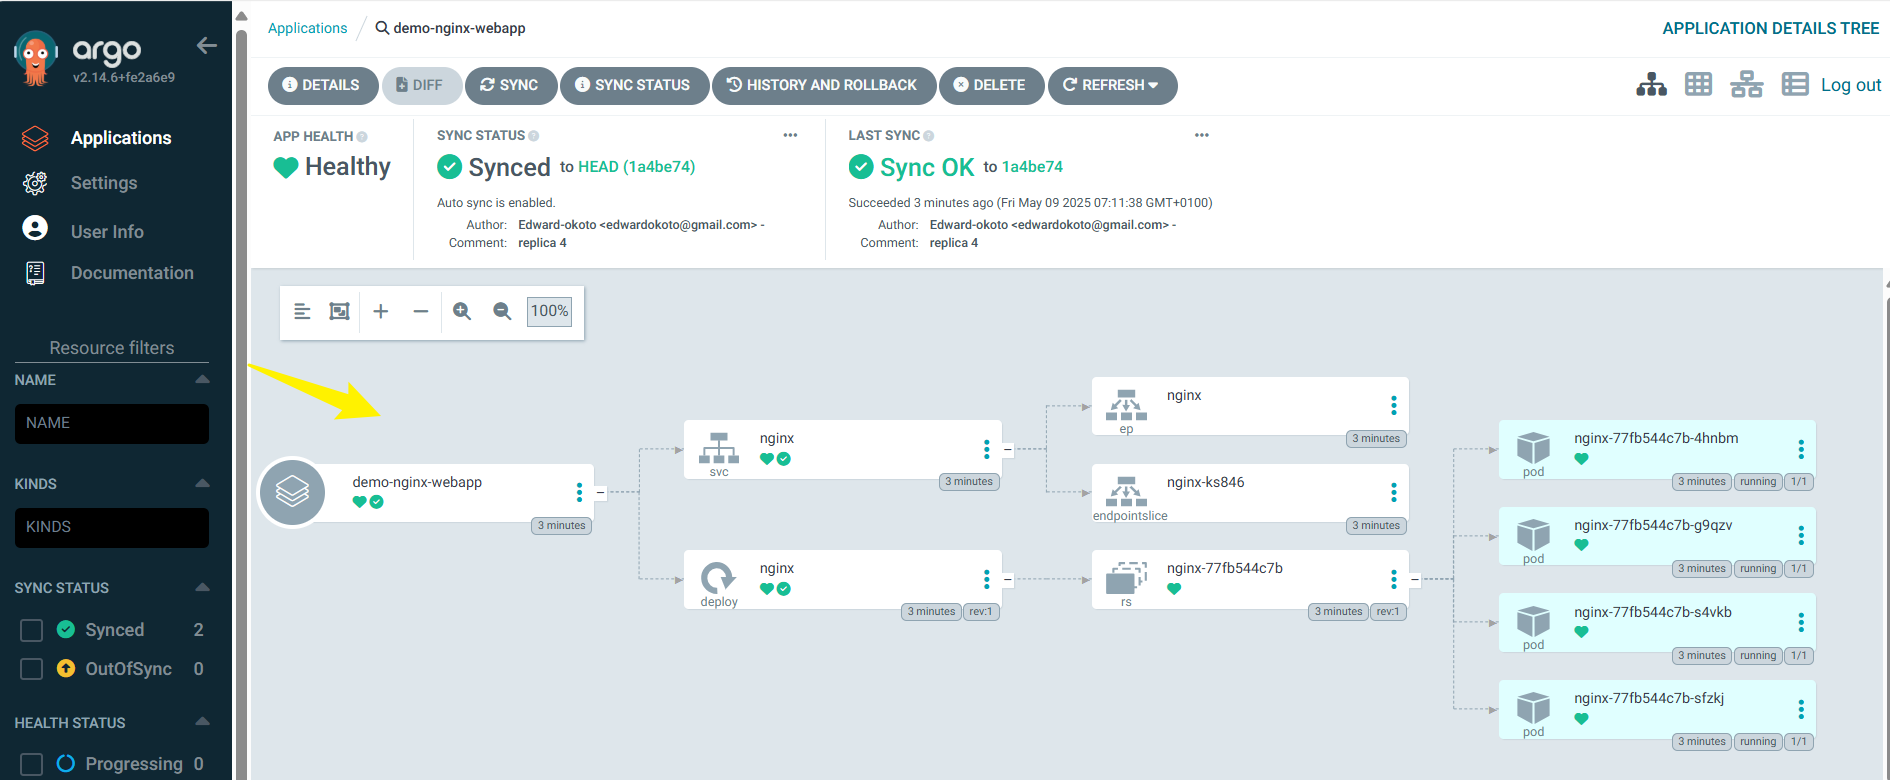 argo
v2.14.6+fe2a6e9
Applications
Settings
User Info
Documentation
Resource filters
NAME
NAME
KINDS
KINDS
SYNC STATUS
Synced 2
OutOfSync 0
HEALTH STATUS
Progressing 0
Applications / demo-nginx-webapp
APPLICATION DETAILS TREE
DETAILS DIFF SYNC SYNC STATUS HISTORY AND ROLLBACK DELETE REFRESH
Log out
APP HEALTH
Healthy
SYNC STATUS
Synced to HEAD (1a4be74)
Auto sync is enabled.
Author: Edward-okoto <edwardokoto@gmail.com> -
Comment: replica 4
LAST SYNC
Sync OK to 1a4be74
Succeeded 3 minutes ago (Fri May 09 2025 07:11:38 GMT+0100)
Author: Edward-okoto <edwardokoto@gmail.com> -
Comment: replica 4
100%
demo-nginx-webapp
3 minutes
nginx
svc
3 minutes
nginx
deploy
3 minutes rev:1
nginx
ep
3 minutes
nginx-ks846
endpointslice
3 minutes
nginx-77fb544c7b
rs
3 minutes rev:1
nginx-77fb544c7b-4hnbm
pod
3 minutes running 1/1
nginx-77fb544c7b-g9qzv
pod
3 minutes running 1/1
nginx-77fb544c7b-s4vkb
pod
3 minutes running 1/1
nginx-77fb544c7b-sfzkj
pod
3 minutes running 1/1